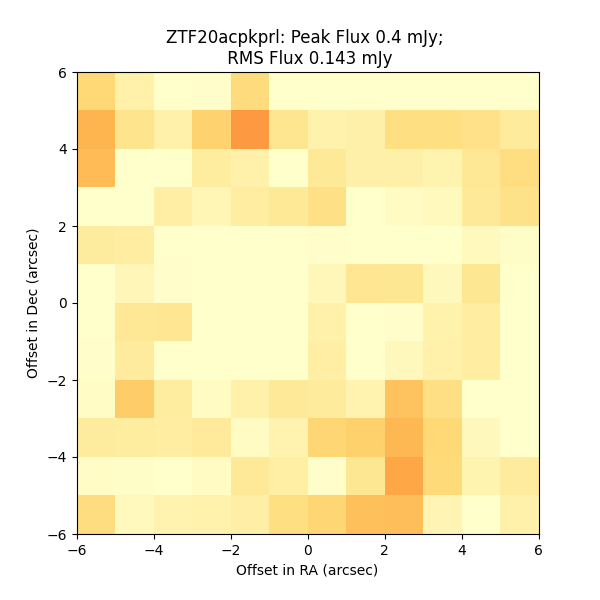 ZTF20acpkprl: Peak Flux 0.4 mJy;
RMS Flux 0.143 mJy
6
4
2
0
−2
−4
−6
Offset in Dec (arcsec)
−6 −4 −2 0 2 4 6
Offset in RA (arcsec)